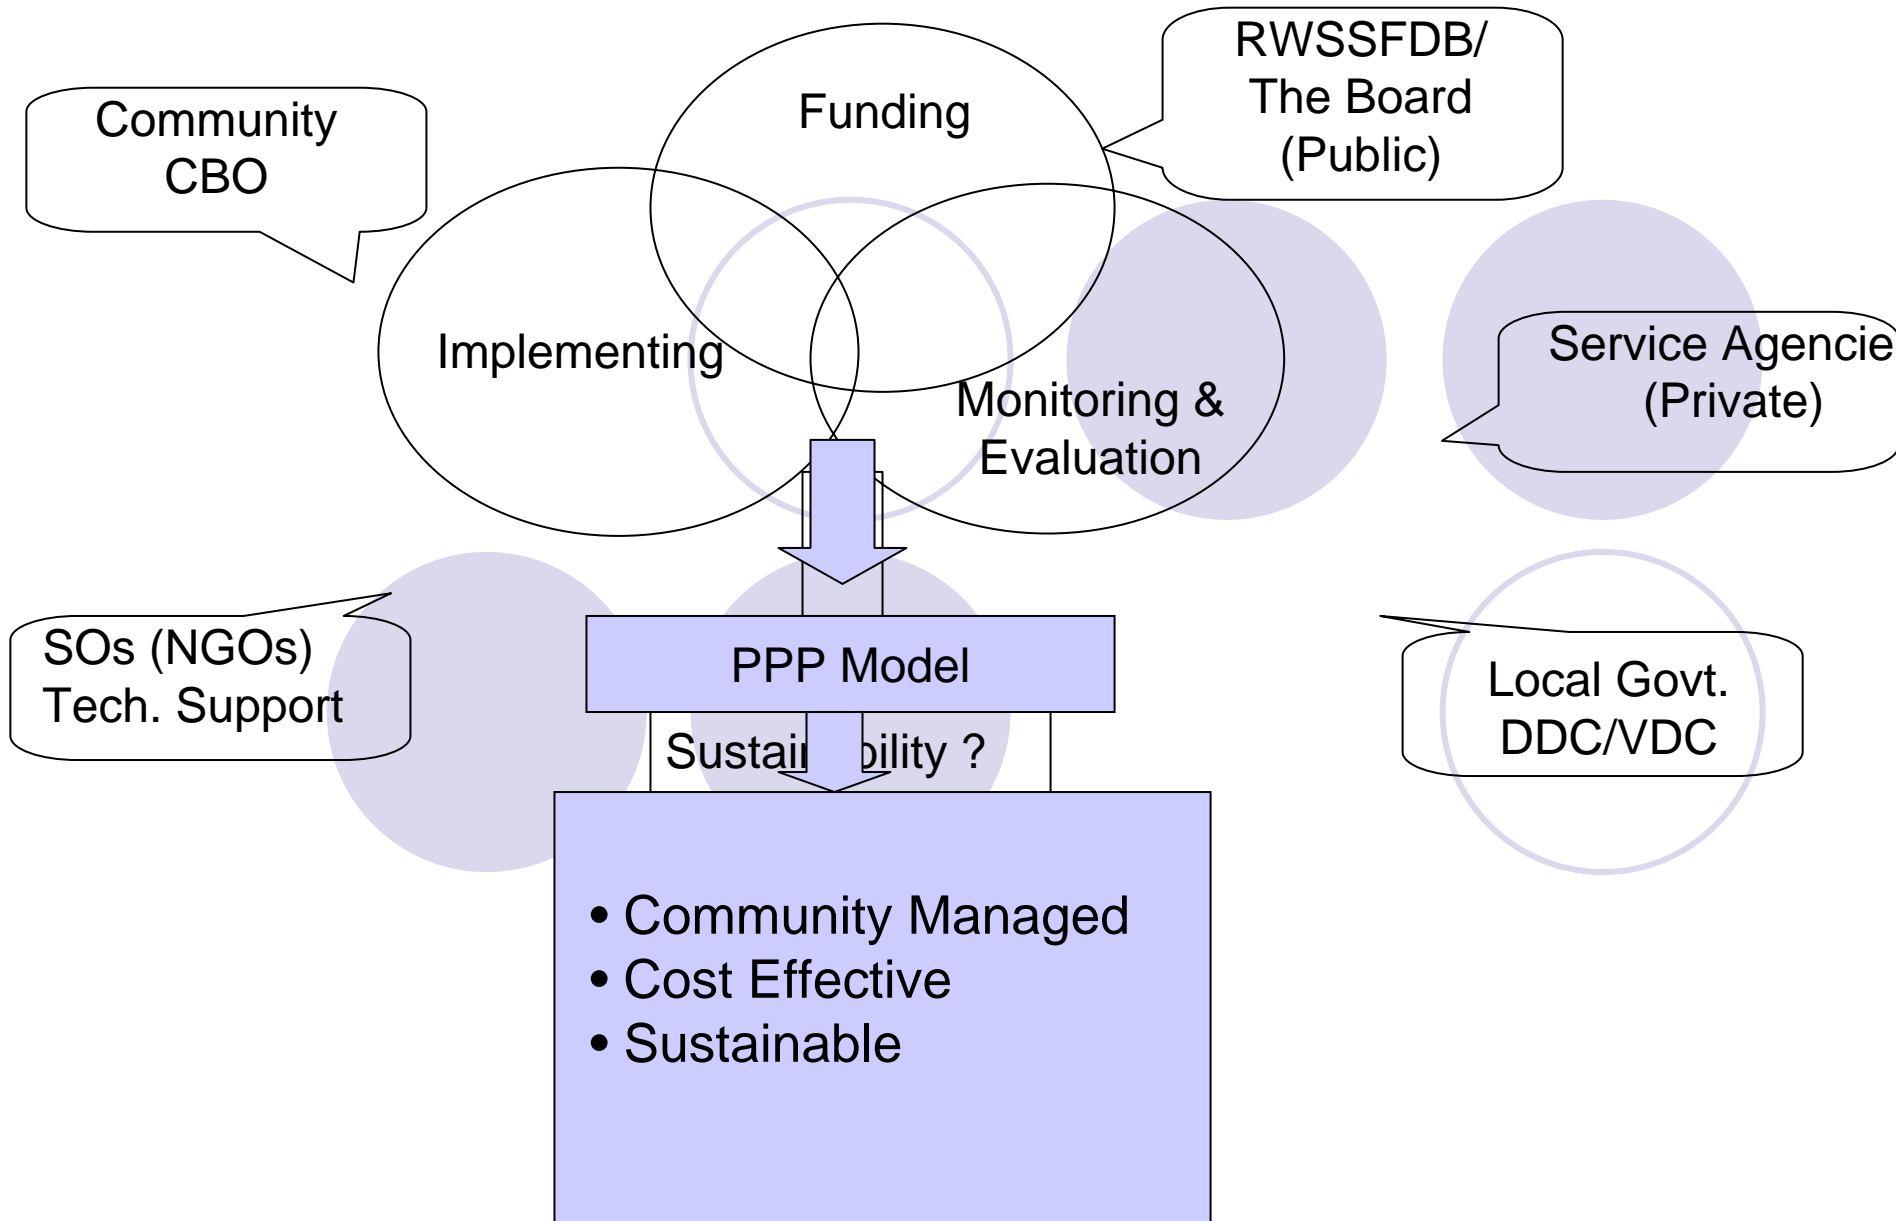 RWSSFDB/
The Board
(Public)
Community
CBO
Funding
Implementing
Monitoring &
Evaluation
Service Agencie
(Private)
SOs (NGOs)
Tech. Support
PPP Model
Local Govt.
DDC/VDC
Sustainability ?
• Community Managed
• Cost Effective
• Sustainable